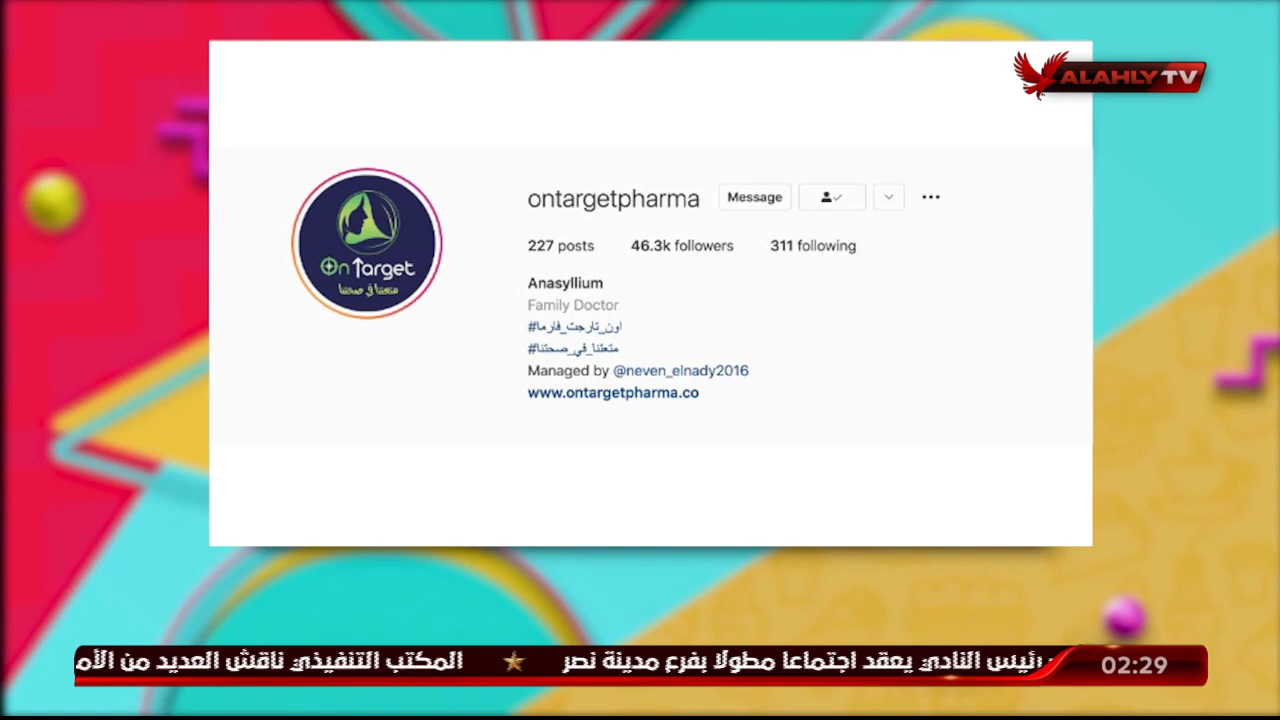 ALAHLY TV
ontargetpharma
Message
227 posts
46.3k followers
311 following
On Target
متعتنا في صحتنا
Anasyllium
Family Doctor
#اون_تارجت_فارما
#متعتنا_في_صحتنا
Managed by @neven_elnady2016
www.ontargetpharma.co
رئيس النادي يعقد اجتماعا مطولا بفرع مدينة نصر
المكتب التنفيذي ناقش العديد من الأم
02:29